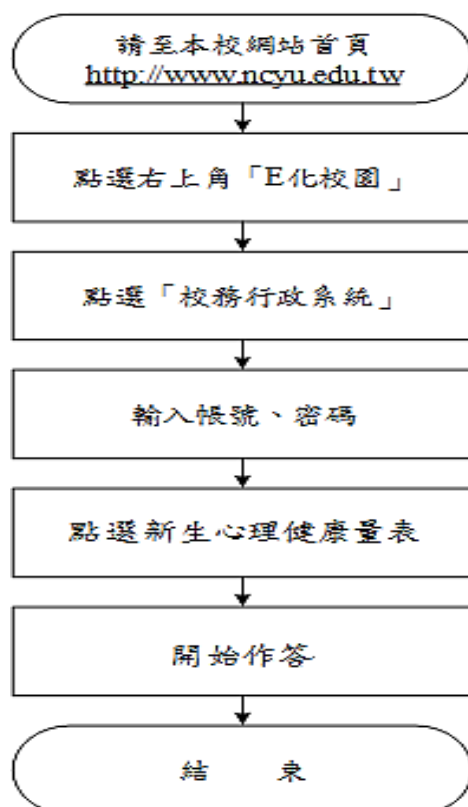 請至本校網站首頁
http://www.ncyu.edu.tw
點選右上角「E化校園」
點選「校務行政系統」
輸入帳號、密碼
點選新生心理健康量表
開始作答
結 束